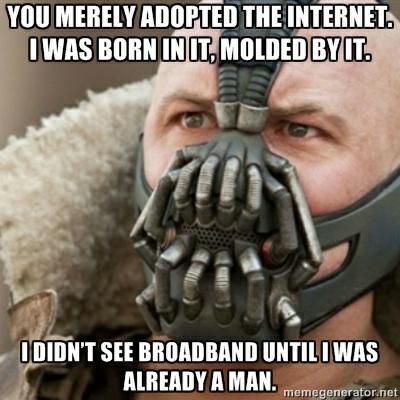 YOU MERELY ADOPTED THE INTERNET.
I WAS BORN IN IT, MOLDED BY IT.
I DIDN'T SEE BROADBAND UNTIL I WAS
ALREADY A MAN.
memegenerator.net